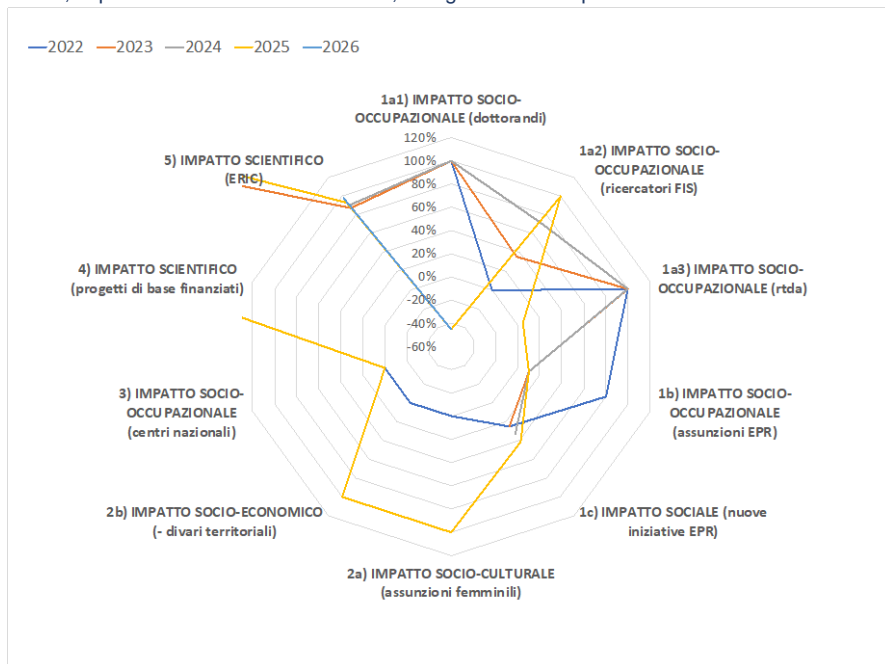 2022 2023 2024 2025 2026
1a1) IMPATTO SOCIO-
OCCUPAZIONALE (dottorandi)
1a2) IMPATTO SOCIO-
OCCUPAZIONALE
(ricercatori FIS)
1a3) IMPATTO SOCIO-
OCCUPAZIONALE (rtda)
1b) IMPATTO SOCIO-
OCCUPAZIONALE
(assunzioni EPR)
1c) IMPATTO SOCIALE (nuove
iniziative EPR)
2a) IMPATTO SOCIO-CULTURALE
(assunzioni femminili)
2b) IMPATTO SOCIO-ECONOMICO
(- divari territoriali)
3) IMPATTO SOCIO-
OCCUPAZIONALE
(centri nazionali)
4) IMPATTO SCIENTIFICO
(progetti di base finanziati)
5) IMPATTO SCIENTIFICO
(ERIC)
120%
100%
80%
60%
40%
20%
0%
-20%
-40%
-60%